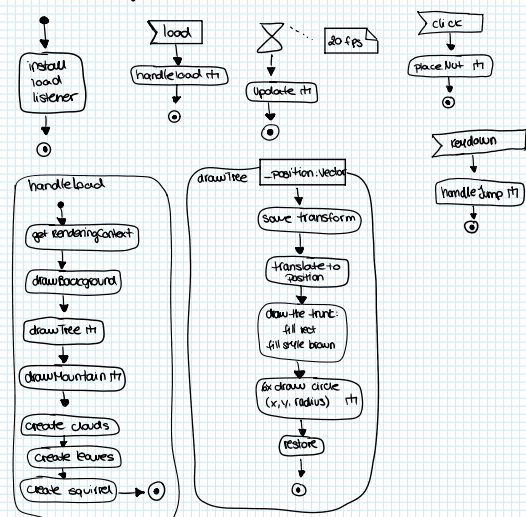 install
load
listener
load
handleload
20 fps
update
click
placeNut
keydown
handleJump
handleload
get RenderingContext
drawBackground
drawTree
drawMountain
create clouds
create leaves
create squirrel
drawTree
_position:Vector
save transform
translate to
position
draw the trunk:
fill rect
fill style brown
6x draw circle
(x,y, radius)
restore